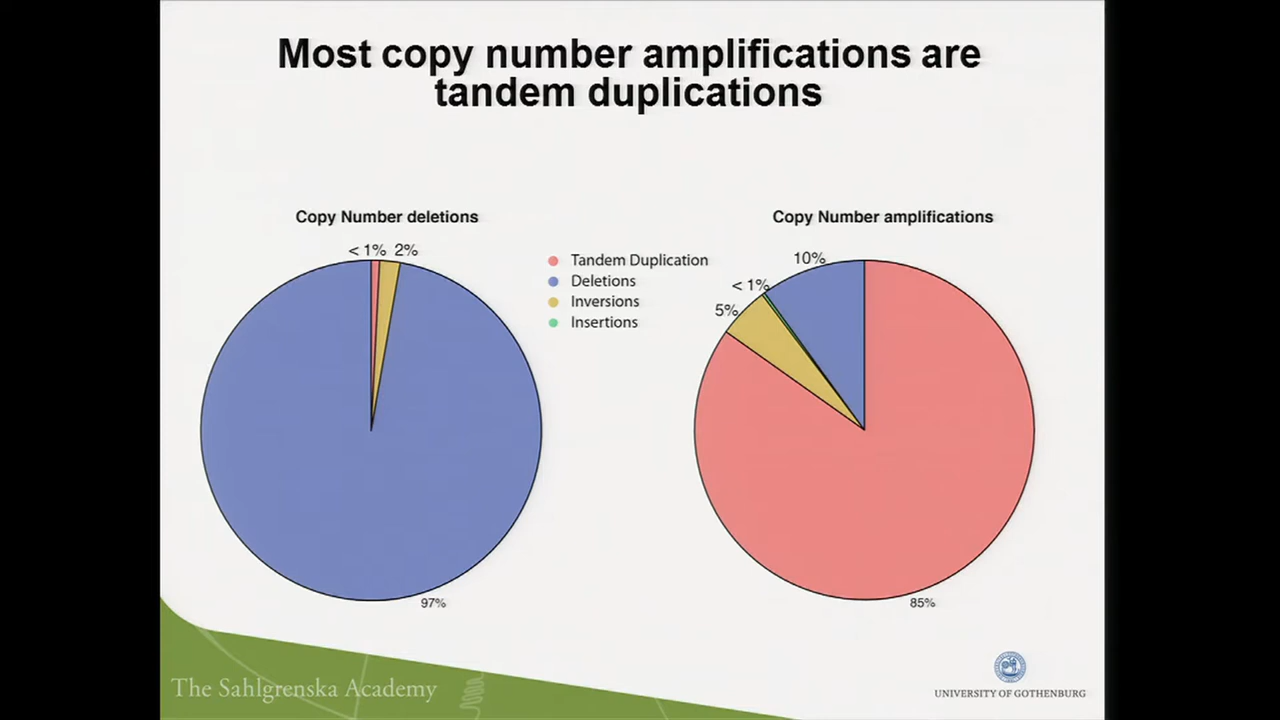 Most copy number amplifications are
tandem duplications
Copy Number deletions
< 1% 2%
97%
Tandem Duplication
Deletions
Inversions
Insertions
Copy Number amplifications
10%
< 1%
5%
85%
The Sahlgrenska Academy
UNIVERSITY OF GOTHENBURG